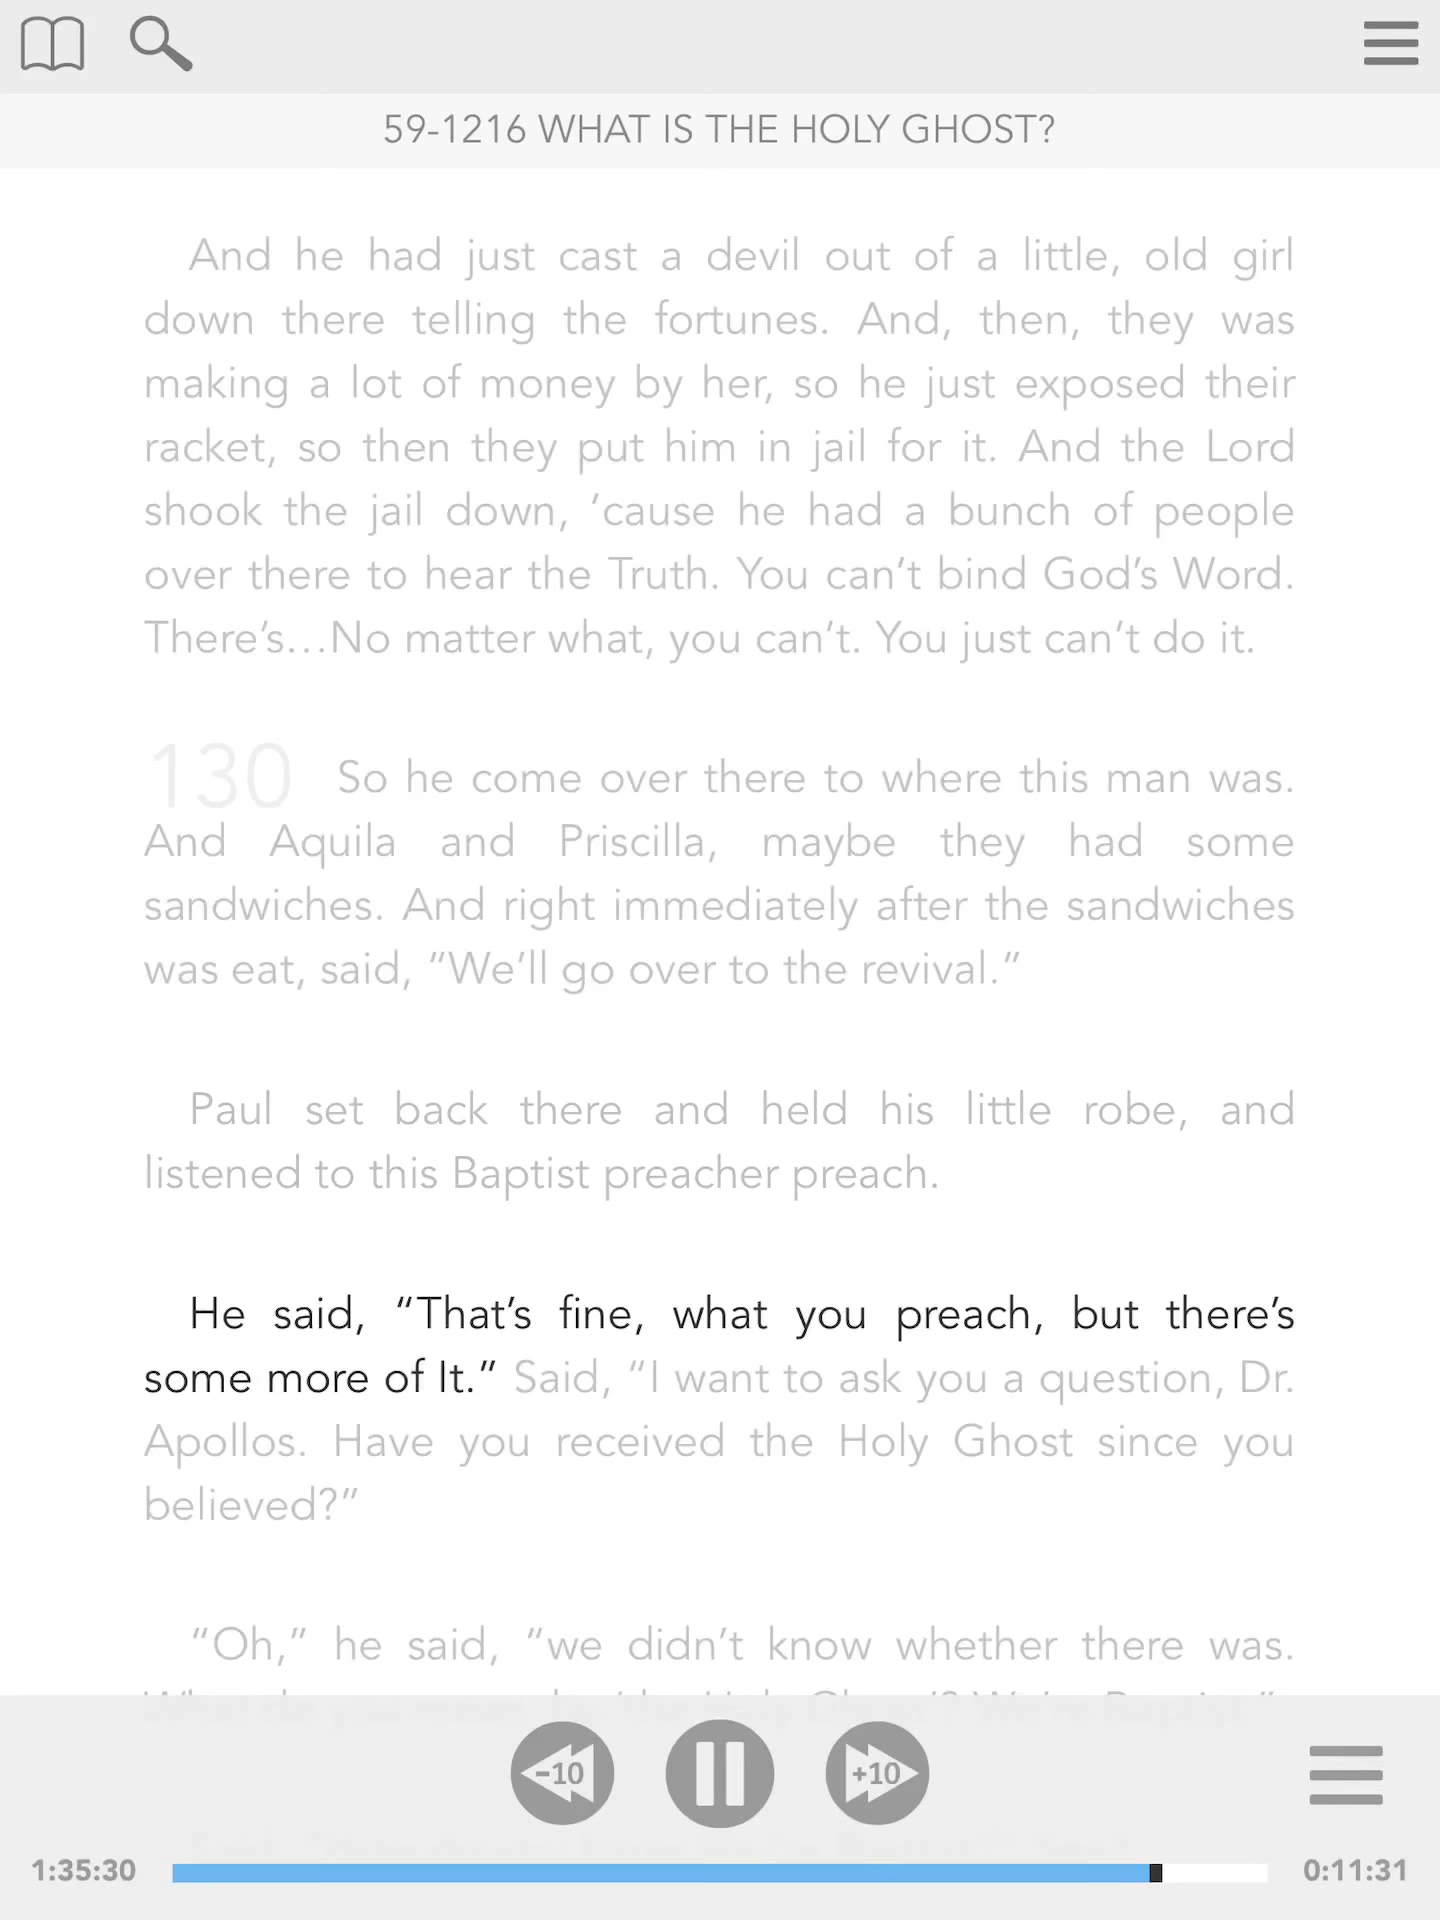 59-1216 WHAT IS THE HOLY GHOST?
And he had just cast a devil out of a little, old girl
down there telling the fortunes. And, then, they was
making a lot of money by her, so he just exposed their
racket, so then they put him in jail for it. And the Lord
shook the jail down, ’cause he had a bunch of people
over there to hear the Truth. You can’t bind God’s Word.
There’s…No matter what, you can’t. You just can’t do it.
130 So he come over there to where this man was.
And Aquila and Priscilla, maybe they had some
sandwiches. And right immediately after the sandwiches
was eat, said, “We’ll go over to the revival.”
Paul set back there and held his little robe, and
listened to this Baptist preacher preach.
He said, “That’s fine, what you preach, but there’s
some more of It.” Said, “I want to ask you a question, Dr.
Apollos. Have you received the Holy Ghost since you
believed?”
“Oh,” he said, “we didn’t know whether there was.
-10 +10
1:35:30 0:11:31